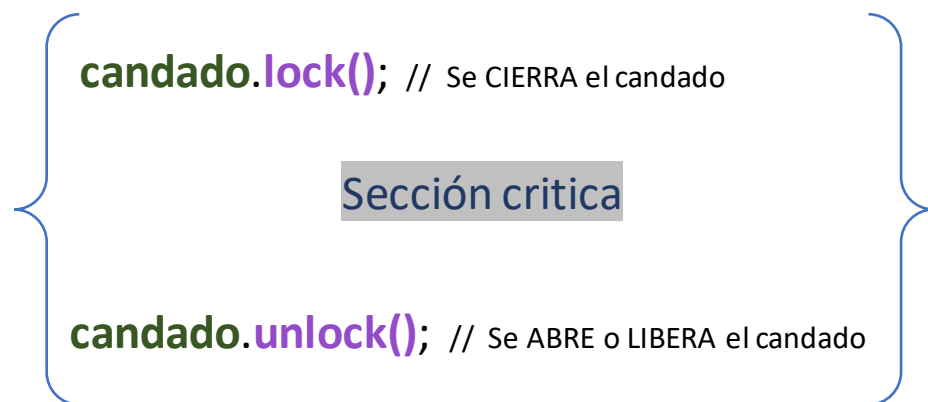 candado.lock(); // Se CIERRA el candado
Sección critica
candado.unlock(); // Se ABRE o LIBERA el candado